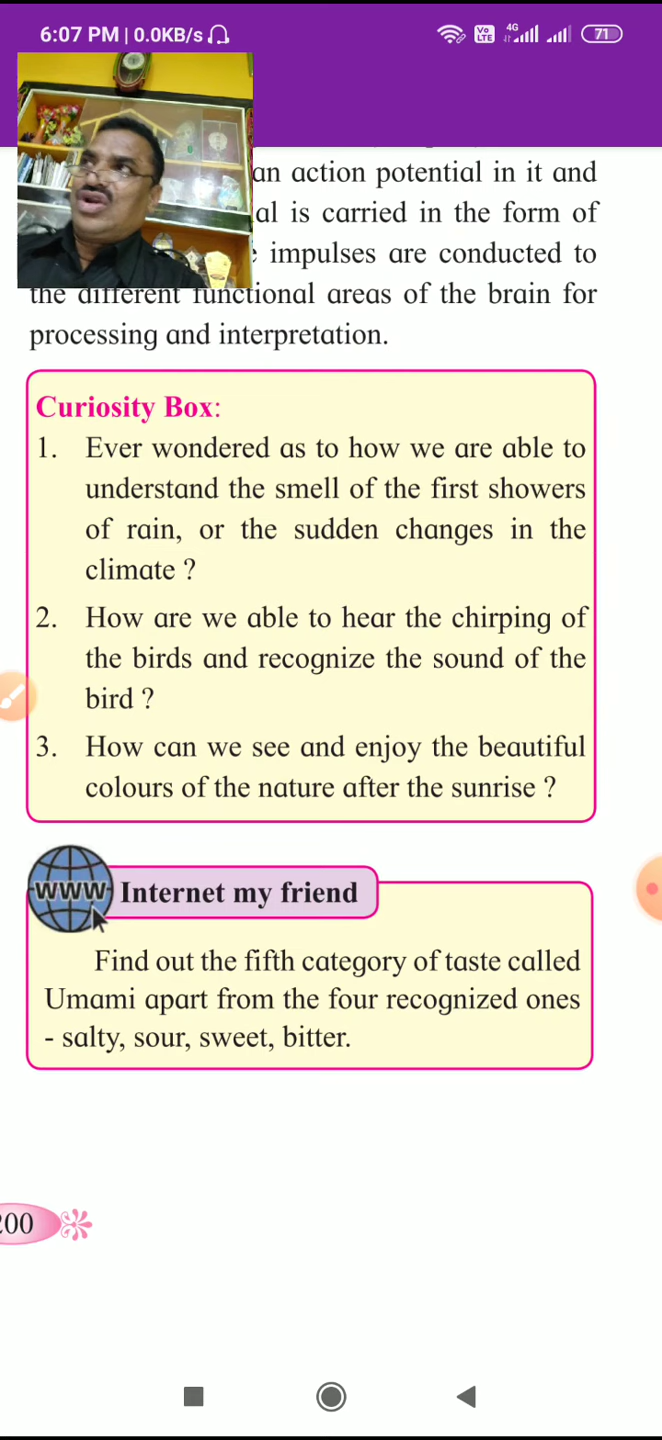 6:07 PM | 0.0KB/s
Vo LTE 4G 71
an action potential in it and
al is carried in the form of
impulses are conducted to
the different functional areas of the brain for
processing and interpretation.
Curiosity Box:
1. Ever wondered as to how we are able to
understand the smell of the first showers
of rain, or the sudden changes in the
climate ?
2. How are we able to hear the chirping of
the birds and recognize the sound of the
bird ?
3. How can we see and enjoy the beautiful
colours of the nature after the sunrise ?
www Internet my friend
Find out the fifth category of taste called
Umami apart from the four recognized ones
- salty, sour, sweet, bitter.
200